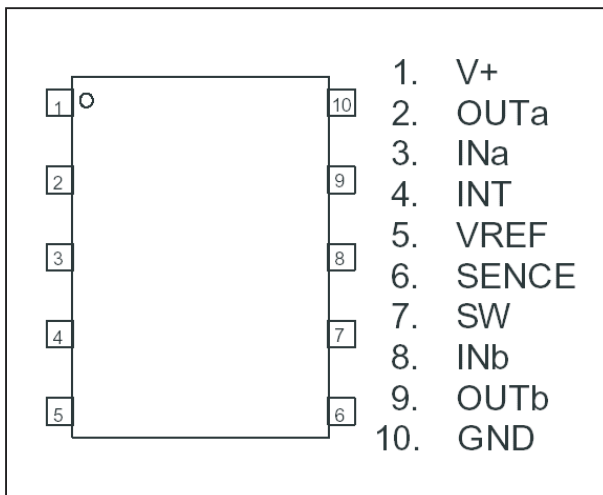 1
2
3
4
5
10
9
8
7
6
1. V+
2. OUTa
3. INa
4. INT
5. VREF
6. SENCE
7. SW
8. INb
9. OUTb
10. GND